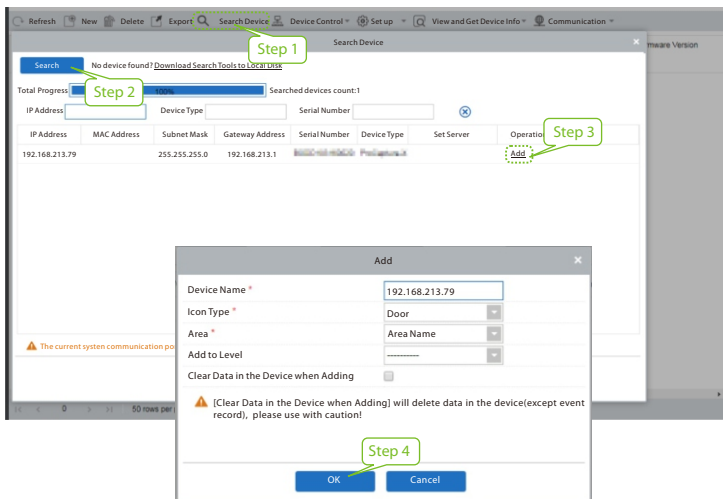 Refresh New Delete Export Search Device Device Control Set up View and Get Device Info Communication
Step 1
Search Device
mware Version
Search No device found? Download Search Tools to Local Disk
Step 2
Total Progress 100% Searched devices count:1
IP Address Device Type Serial Number
IP Address MAC Address Subnet Mask Gateway Address Serial Number Device Type Set Server Operation
Step 3
192.168.213.79 255.255.255.0 192.168.213.1 Add
Add
Device Name * 192.168.213.79
Icon Type * Door
Area * Area Name
Add to Level ----------
Clear Data in the Device when Adding
The current systen communication po
[Clear Data in the Device when Adding] will delete data in the device(except event
record), please use with caution!
0 50 rows per
Step 4
OK Cancel